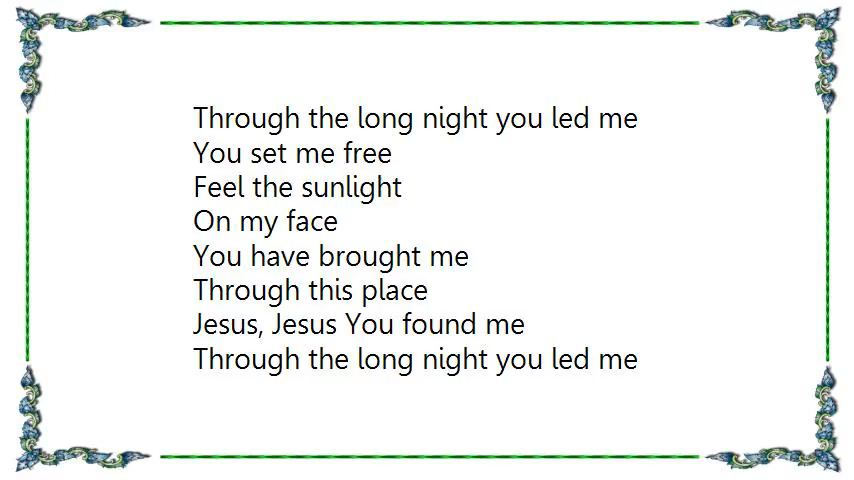 Through the long night you led me
You set me free
Feel the sunlight
On my face
You have brought me
Through this place
Jesus, Jesus You found me
Through the long night you led me